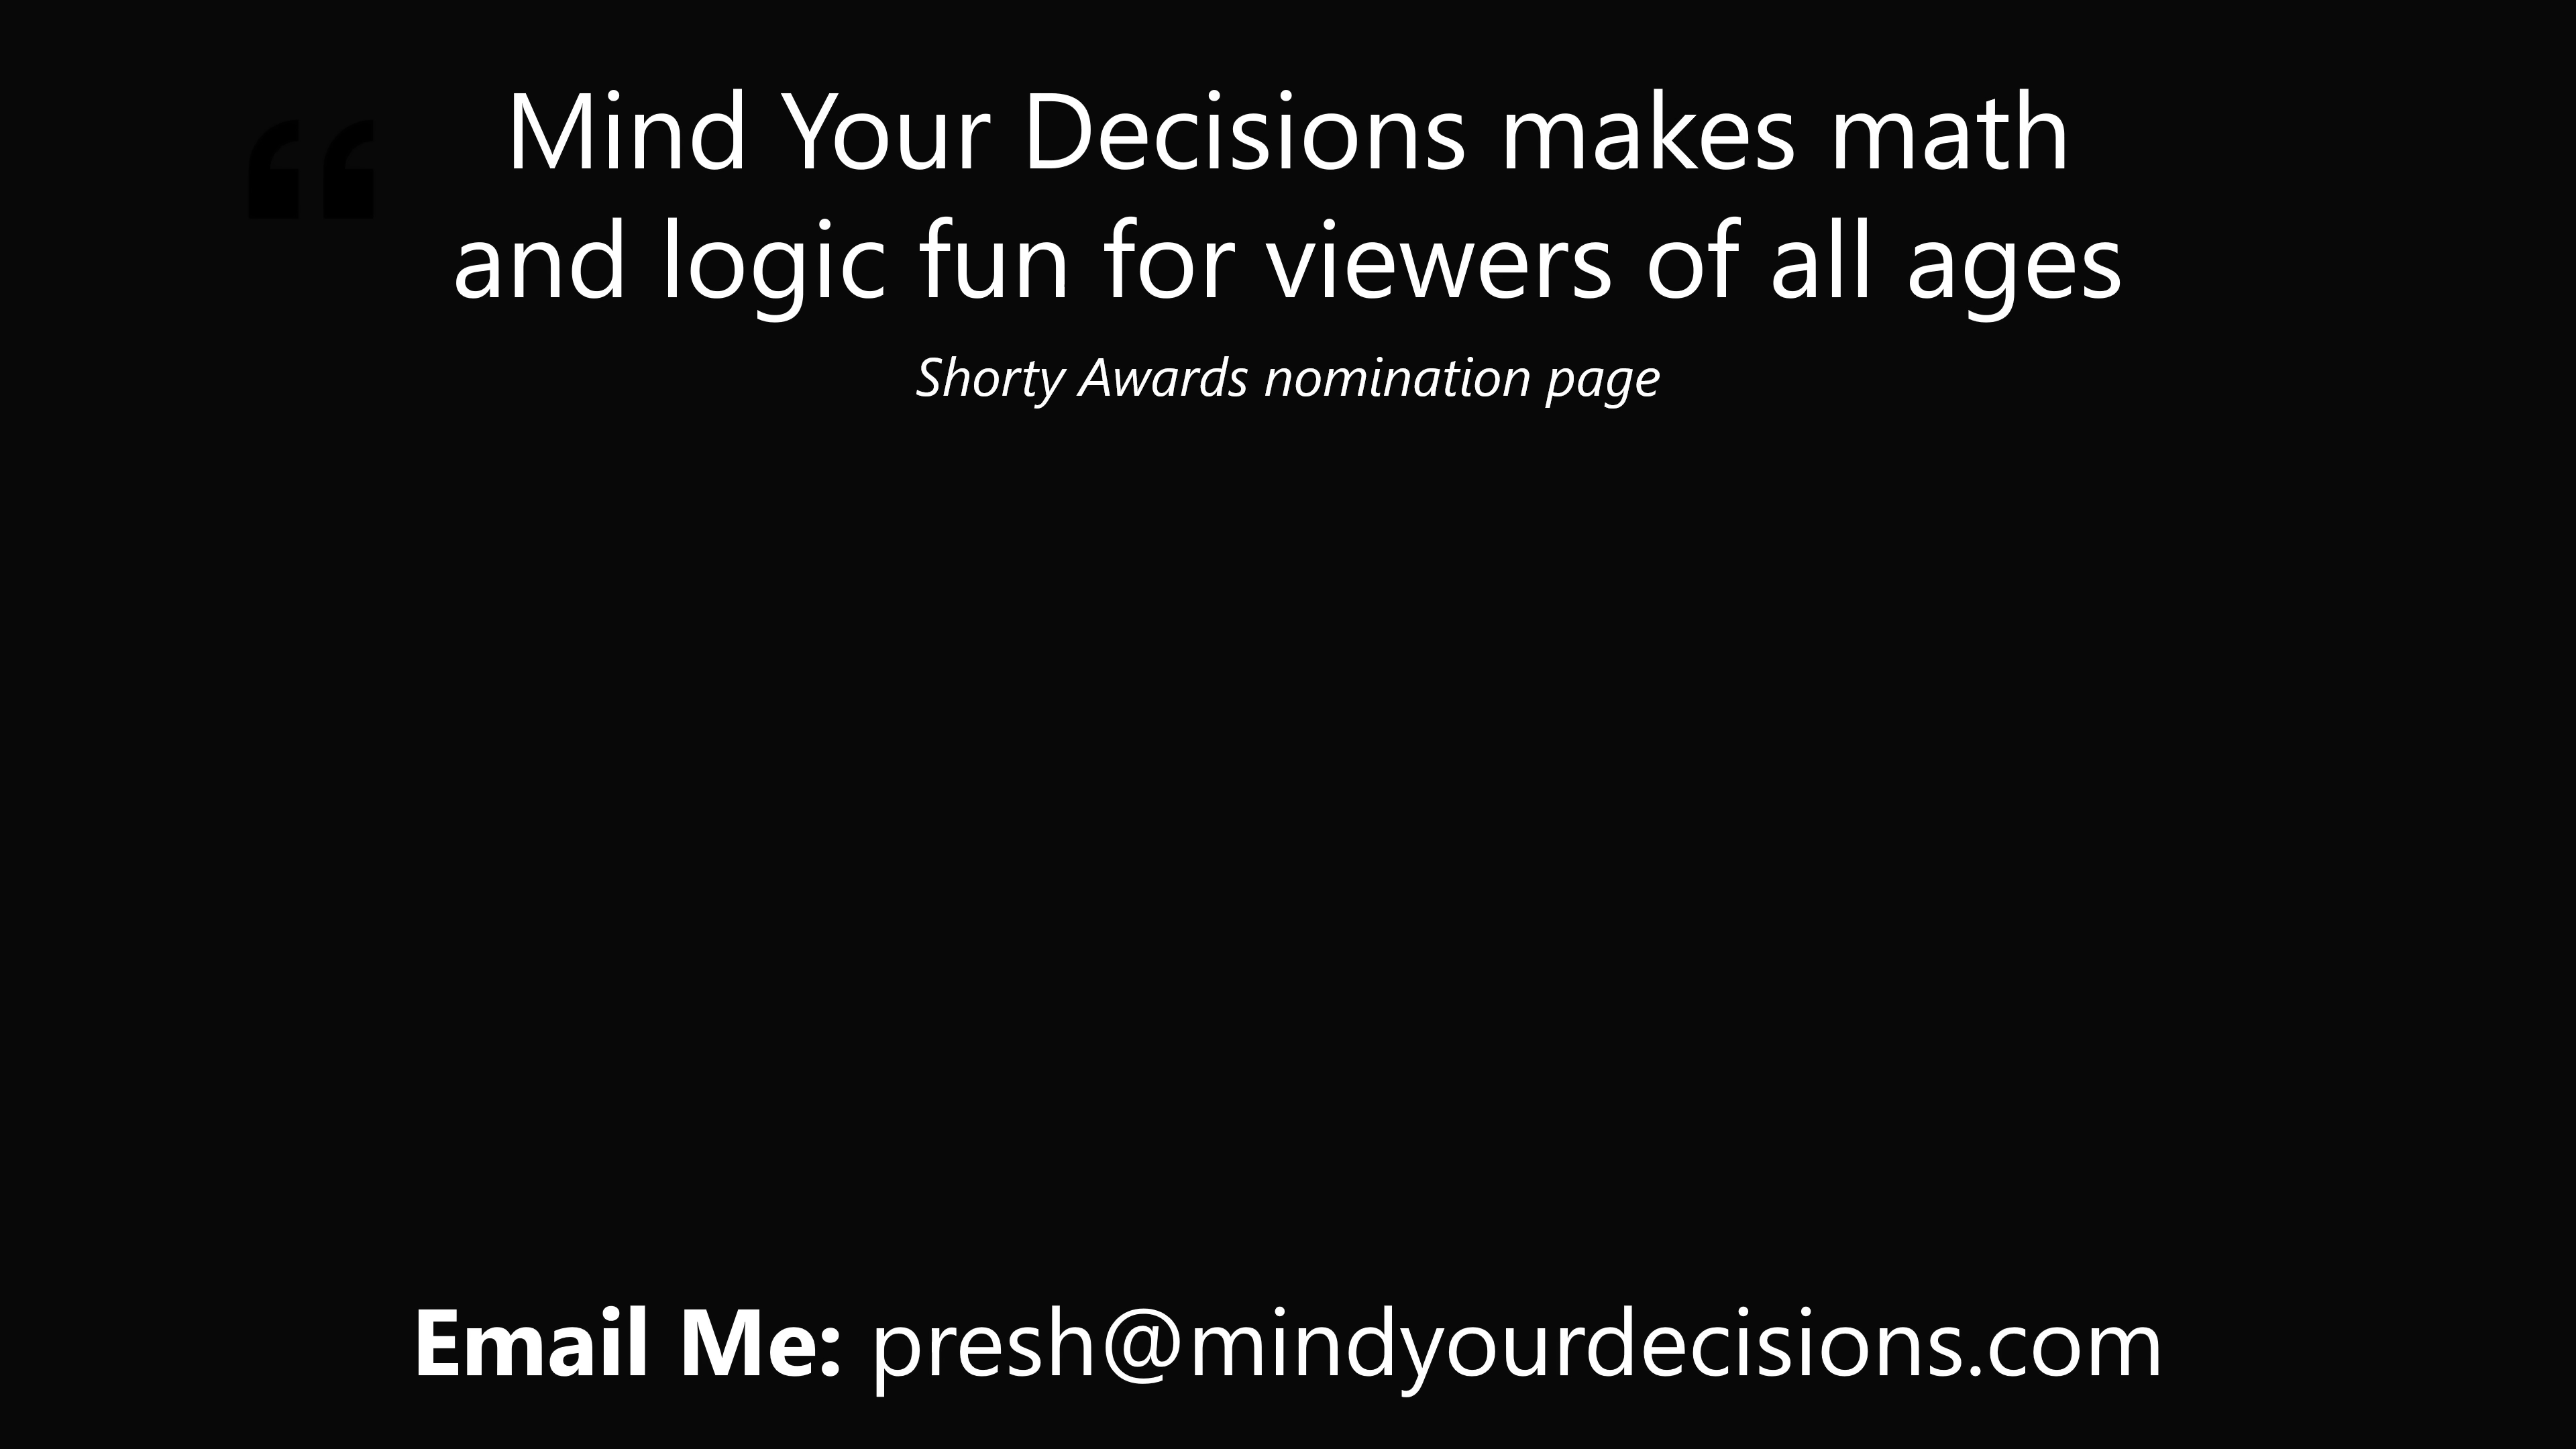 “
Mind Your Decisions makes math
and logic fun for viewers of all ages
Shorty Awards nomination page
Email Me: presh@mindyourdecisions.com